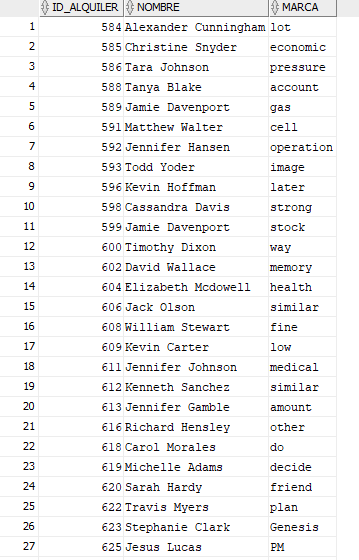 ID_ALQUILER NOMBRE MARCA
1 584 Alexander Cunningham lot
2 585 Christine Snyder economic
3 586 Tara Johnson pressure
4 588 Tanya Blake account
5 589 Jamie Davenport gas
6 591 Matthew Walter cell
7 592 Jennifer Hansen operation
8 593 Todd Yoder image
9 596 Kevin Hoffman later
10 598 Cassandra Davis strong
11 599 Jamie Davenport stock
12 600 Timothy Dixon way
13 602 David Wallace memory
14 604 Elizabeth Mcdowell health
15 606 Jack Olson similar
16 608 William Stewart fine
17 609 Kevin Carter low
18 611 Jennifer Johnson medical
19 612 Kenneth Sanchez similar
20 613 Jennifer Gamble amount
21 616 Richard Hensley other
22 618 Carol Morales do
23 619 Michelle Adams decide
24 620 Sarah Hardy friend
25 622 Travis Myers plan
26 623 Stephanie Clark Genesis
27 625 Jesus Lucas PM